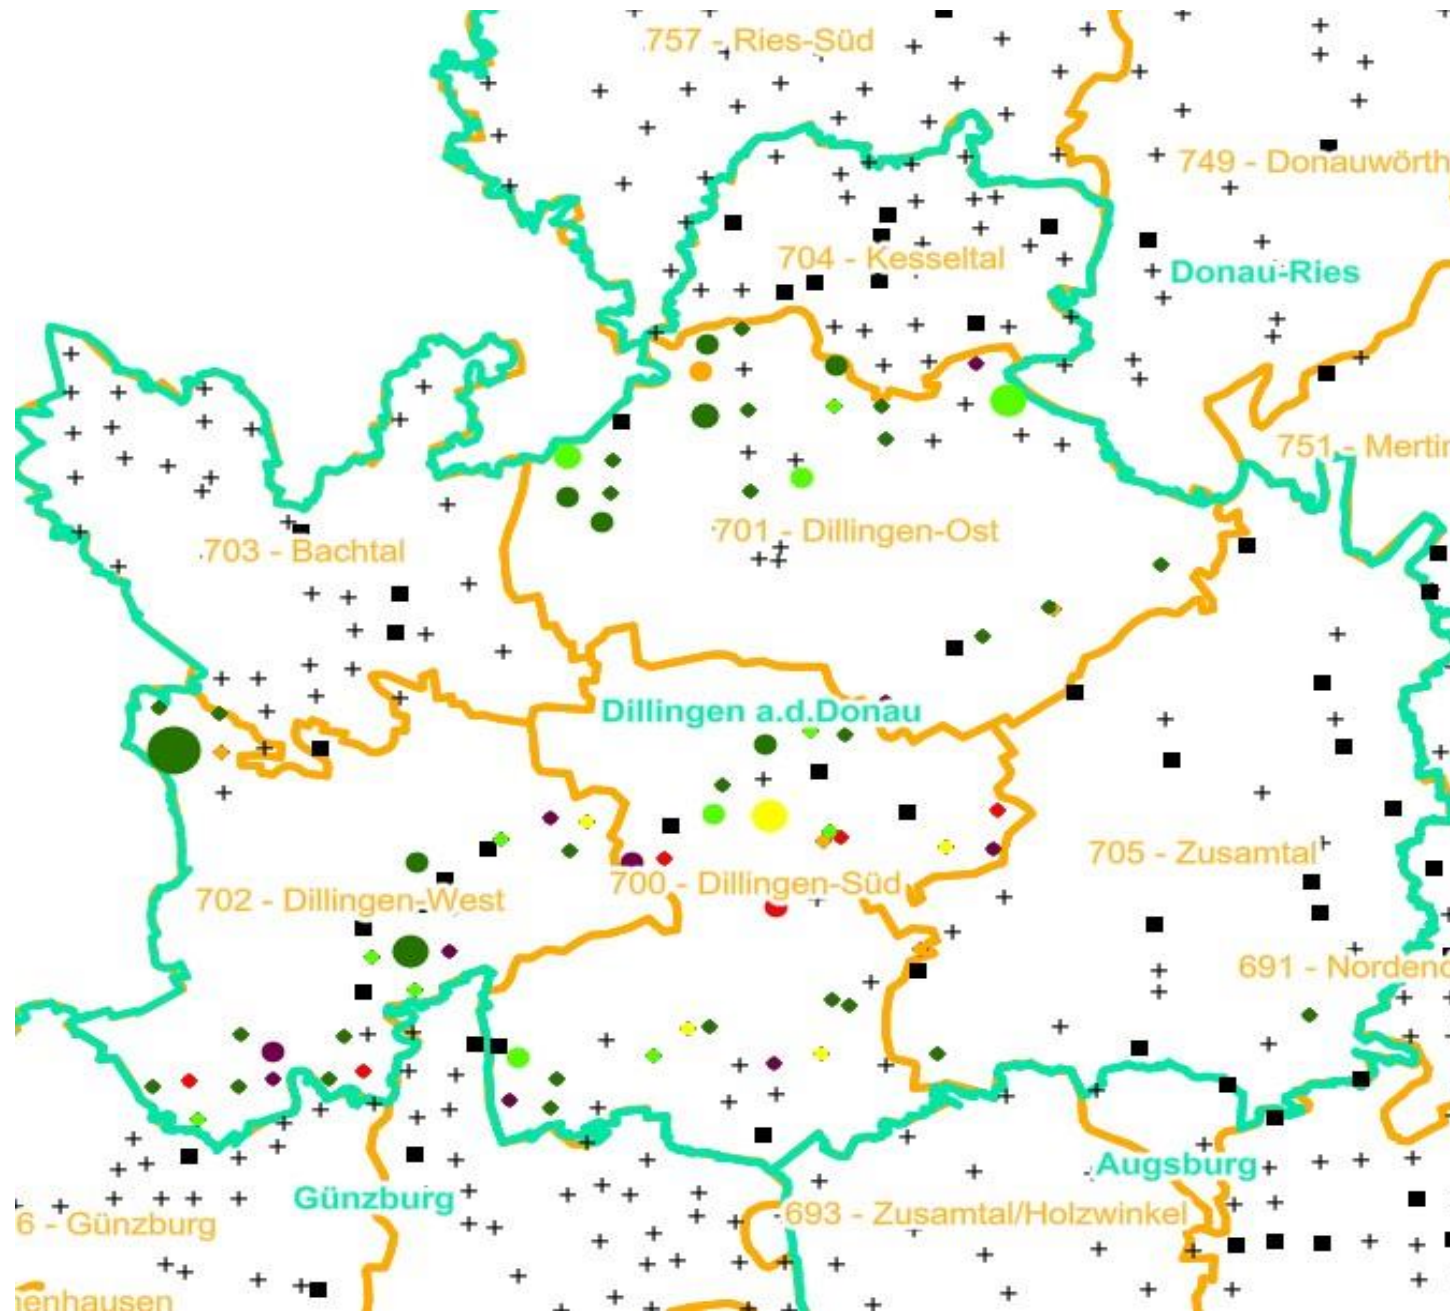 757 - Ries-Süd
749 - Donauwörth
704 - Kesseltal
Donau-Ries
751 - Mertin
701 - Dillingen-Ost
703 - Bachtal
Dillingen a.d.Donau
705 - Zusamtal
700 - Dillingen-Süd
702 - Dillingen-West
691 - Nordend
Augsburg
Günzburg
693 - Zusamtal/Holzwinkel
6 - Günzburg
enhausen